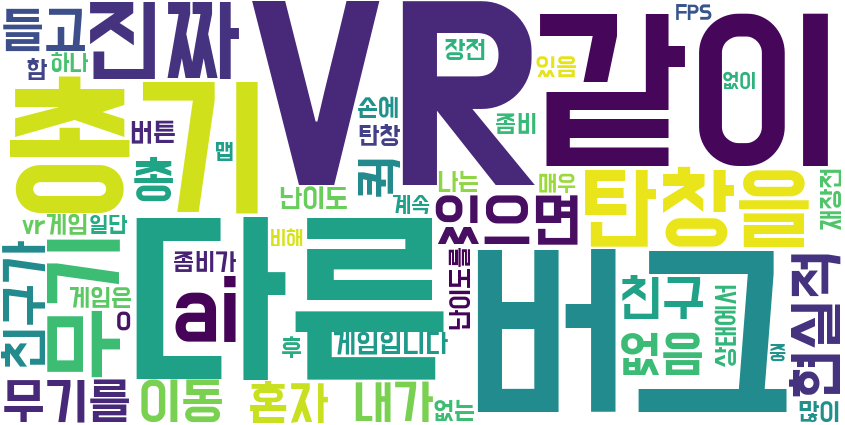 들고
진짜
VR
같이
FPS
함
하나
장전
있음
없이
총기
버튼
맵
총
손에
탄창
쿽
좀비
난이도
계속
나는
매우
있으면
탄창을
재장전
vr게임
일단
친구가
무기
좀비가
게임은
o
다른
비해
ai
후
게임입니다
난이도를
버그
친구
없음
상태에서
중
현실적
많이
무기를
이동
혼자
내가
없는